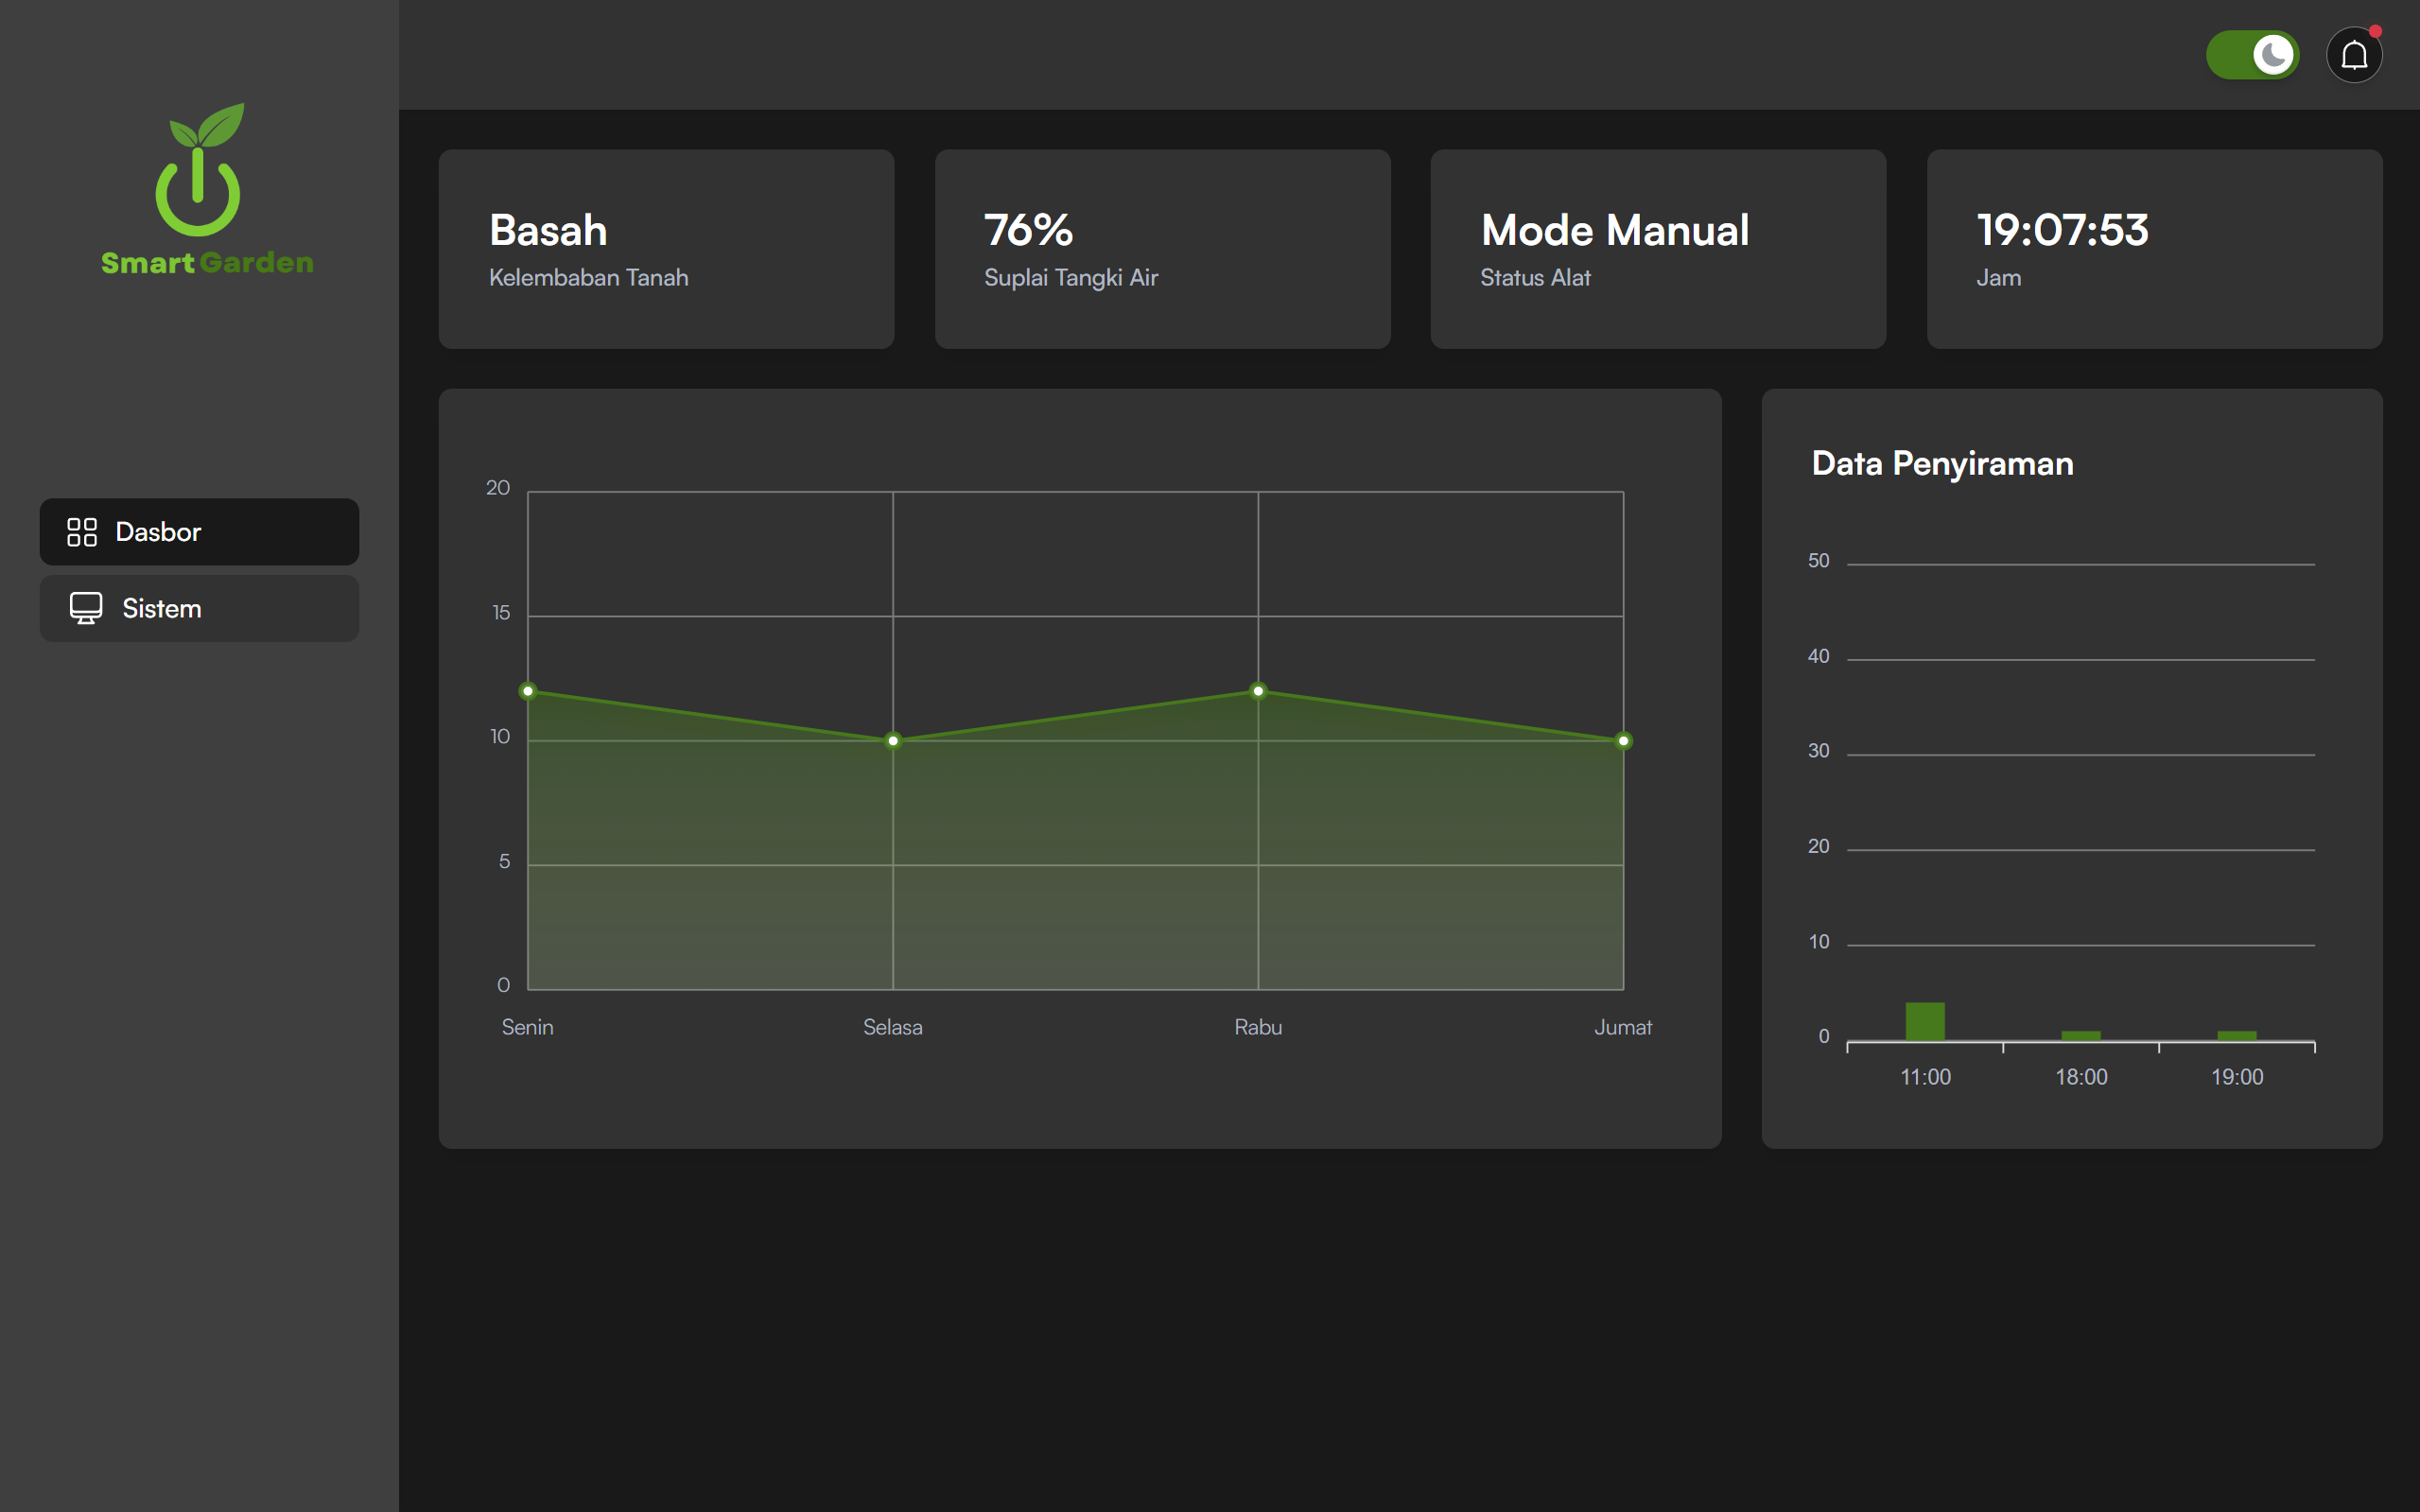 Smart Garden
Dasbor
Sistem
Basah
Kelembaban Tanah
76%
Suplai Tangki Air
Mode Manual
Status Alat
19:07:53
Jam
20
15
10
5
0
Senin Selasa Rabu Jumat
Data Penyiraman
50
40
30
20
10
0
11:00 18:00 19:00